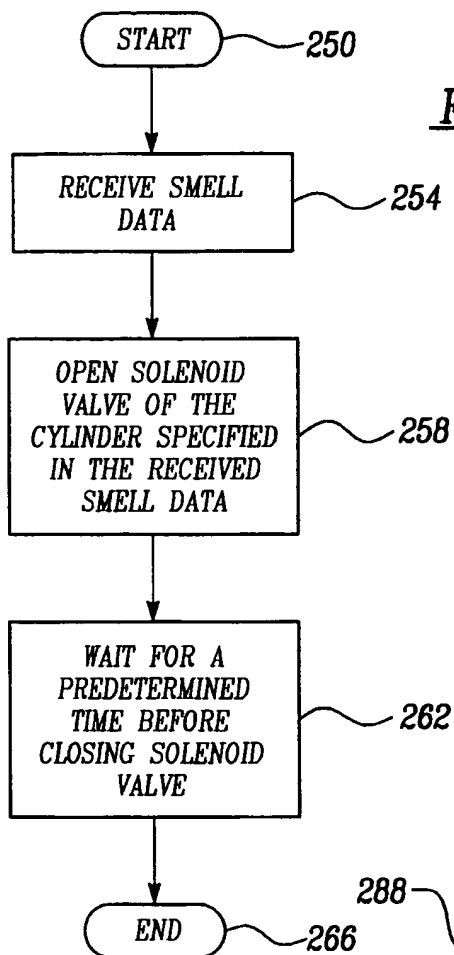 START
250
RECEIVE SMELL
DATA
254
OPEN SOLENOID
VALVE OF THE
CYLINDER SPECIFIED
IN THE RECEIVED
SMELL DATA
258
WAIT FOR A
PREDETERMINED
TIME BEFORE
CLOSING SOLENOID
VALVE
262
END
266
288